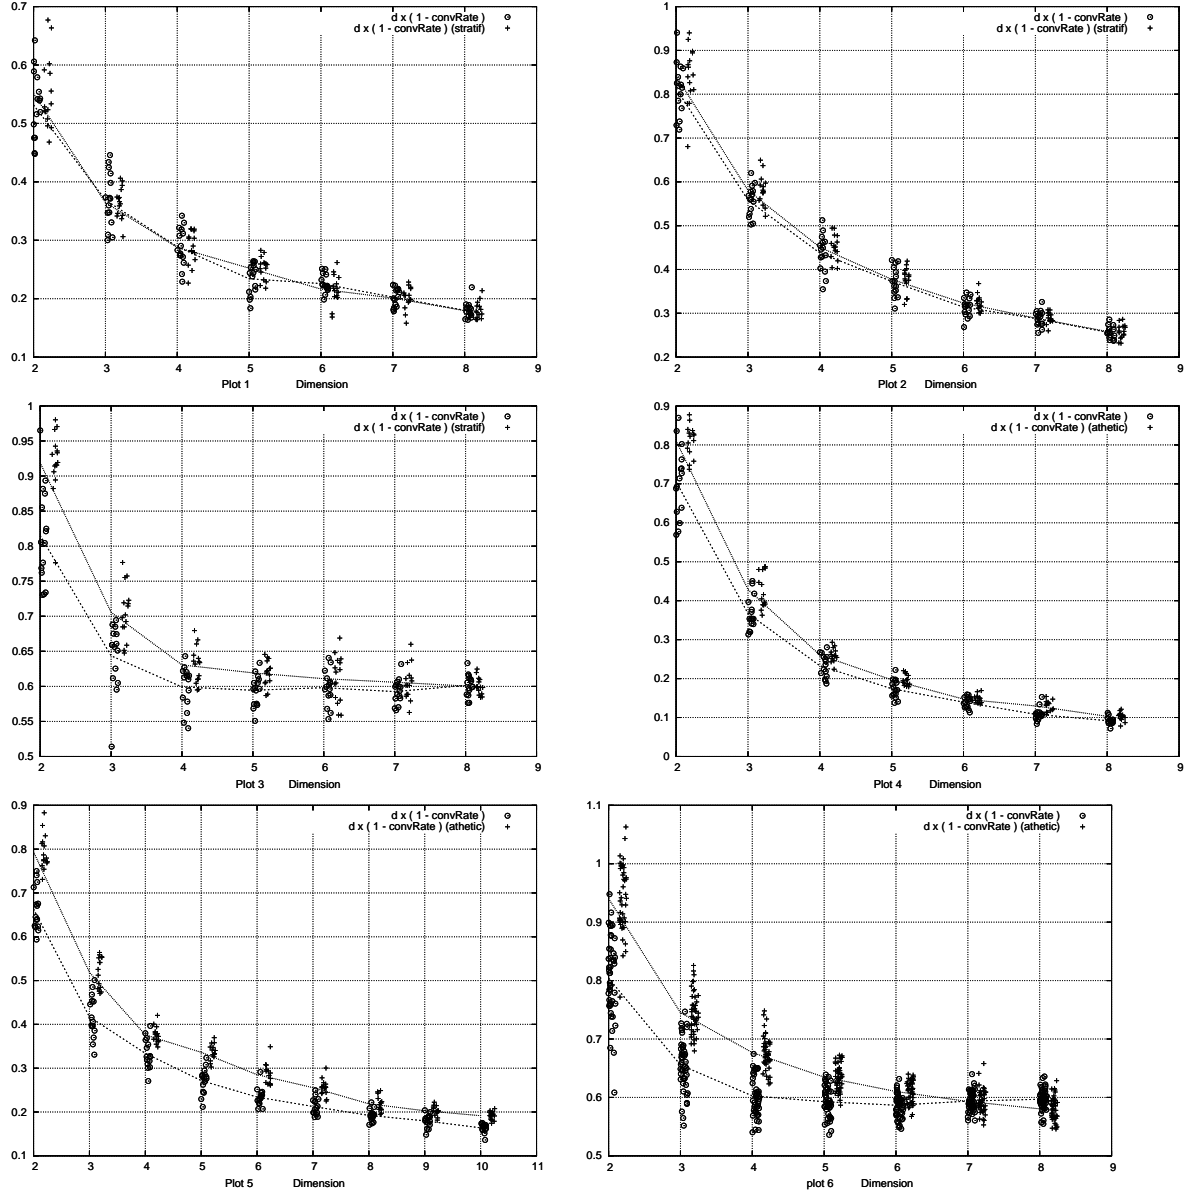 0.7
0.6
0.5
0.4
0.3
0.2
0.1
2 3 4 5 6 7 8 9
Plot 1 Dimension
d x ( 1 - convRate )
d x ( 1 - convRate ) (stratif)
1
0.9
0.8
0.7
0.6
0.5
0.4
0.3
0.2
2 3 4 5 6 7 8 9
Plot 2 Dimension
d x ( 1 - convRate )
d x ( 1 - convRate ) (stratif)
1
0.95
0.9
0.85
0.8
0.75
0.7
0.65
0.6
0.55
0.5
2 3 4 5 6 7 8 9
Plot 3 Dimension
d x ( 1 - convRate )
d x ( 1 - convRate ) (stratif)
0.9
0.8
0.7
0.6
0.5
0.4
0.3
0.2
0.1
0
2 3 4 5 6 7 8 9
Plot 4 Dimension
d x ( 1 - convRate )
d x ( 1 - convRate ) (athetic)
0.9
0.8
0.7
0.6
0.5
0.4
0.3
0.2
0.1
2 3 4 5 6 7 8 9 10 11
Plot 5 Dimension
d x ( 1 - convRate )
d x ( 1 - convRate ) (athetic)
1.1
1
0.9
0.8
0.7
0.6
0.5
2 3 4 5 6 7 8 9
plot 6 Dimension
d x ( 1 - convRate )
d x ( 1 - convRate ) (athetic)